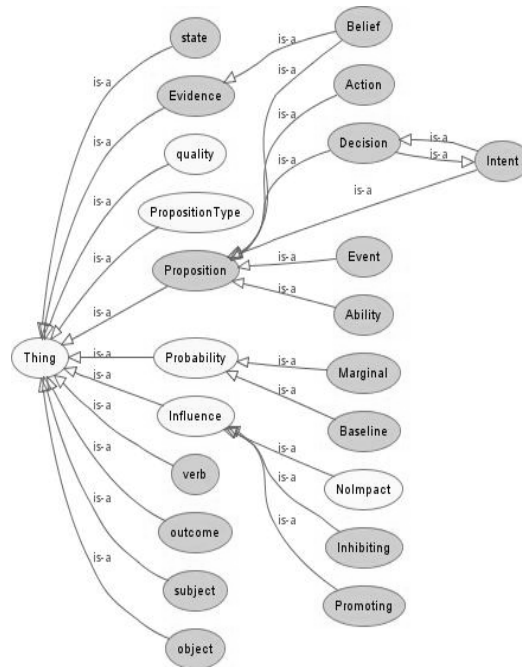 state
is-a
Belief
is-a
Evidence
is-a
Action
is-a
is-a
Decision
is-a
is-a
Intent
quality
is-a
is-a
is-a
PropositionType
is-a
Proposition
is-a
Event
is-a
is-a
Ability
Thing
is-a
Probability
is-a
Marginal
is-a
Influence
is-a
Baseline
is-a
verb
is-a
NoImpact
is-a
outcome
is-a
Inhibiting
is-a
subject
is-a
Promoting
is-a
object